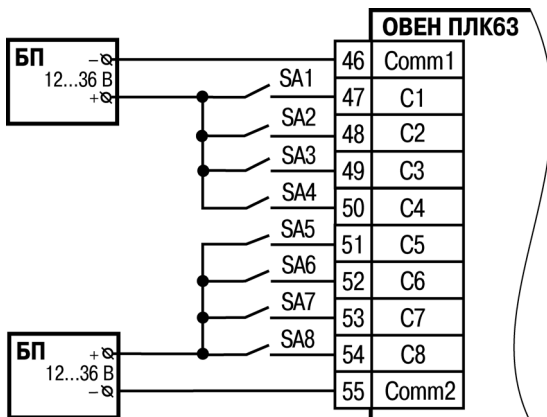 ОВЕН ПЛК63
БП
12...36 В
–
+
46 Comm1
SA1 47 C1
SA2 48 C2
SA3 49 C3
SA4 50 C4
SA5 51 C5
SA6 52 C6
SA7 53 C7
SA8 54 C8
55 Comm2
БП
12...36 В
+
–